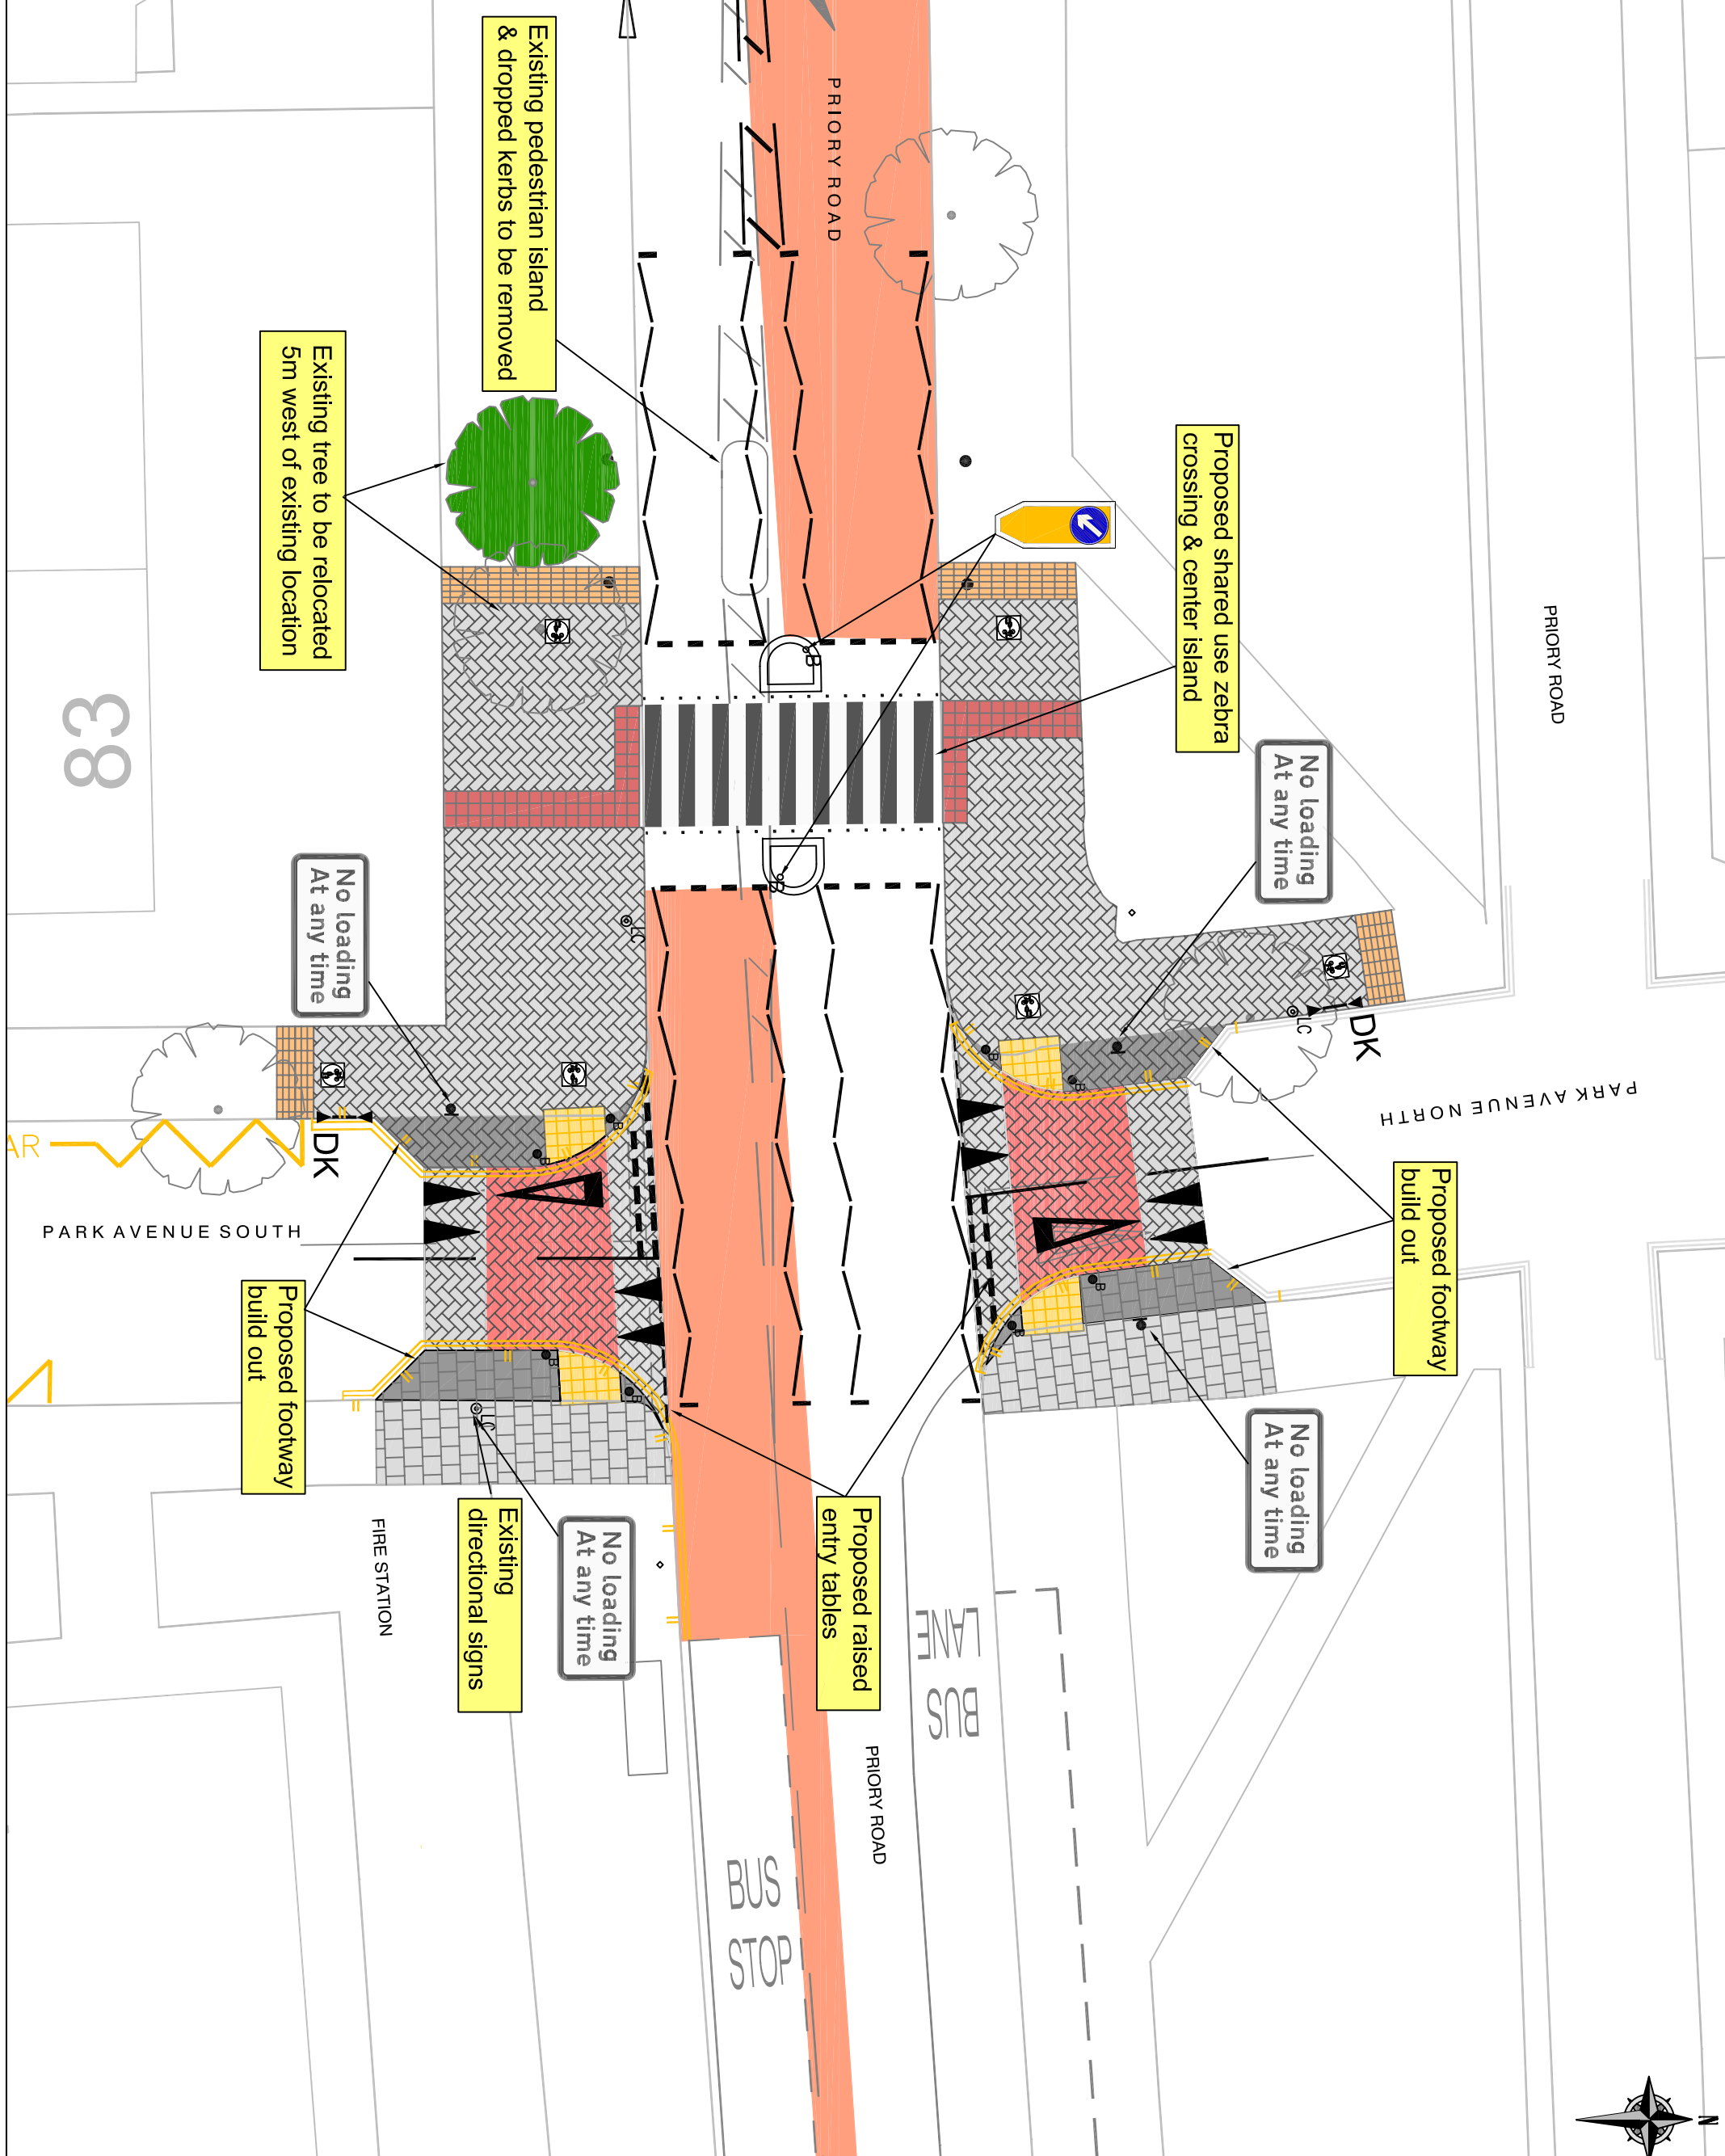 PRIORY ROAD
PRIORY ROAD
PRIORY ROAD
PARK AVENUE NORTH
PARK AVENUE SOUTH
FIRE STATION
83
Existing pedestrian island
& dropped kerbs to be removed
Existing tree to be relocated
5m west of existing location
Proposed shared use zebra
crossing & center island
No loading
At any time
No loading
At any time
No loading
At any time
No loading
At any time
Proposed footway
build out
Proposed footway
build out
Existing
directional signs
Proposed raised
entry tables
BUS
LANE
BUS
STOP
DK
DK
LC
LC
LC
B
B
B
B
B
B
B
B
B
B
AR
N